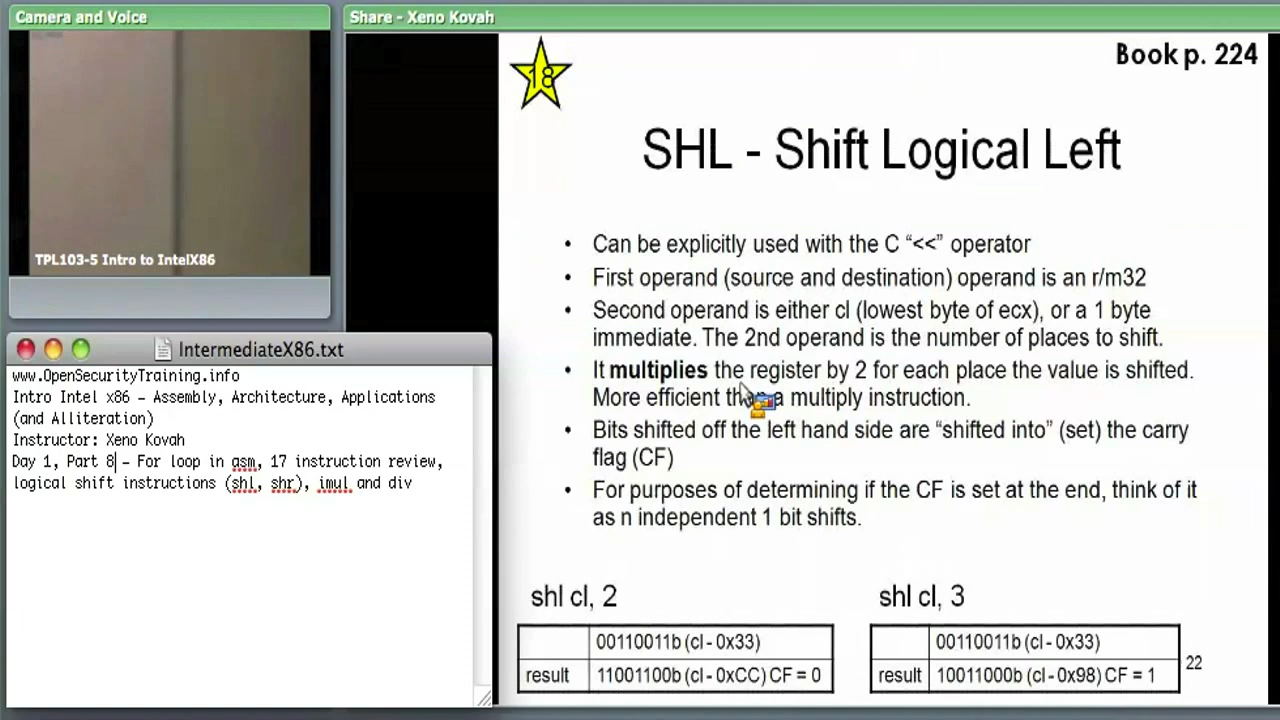 Camera and Voice
TPL103-5 Intro to IntelX86
IntermediateX86.txt
www.OpenSecurityTraining.info
Intro Intel x86 – Assembly, Architecture, Applications
(and Alliteration)
Instructor: Xeno Kovah
Day 1, Part 8 – For loop in asm, 17 instruction review,
logical shift instructions (shl, shr), imul and div
Share - Xeno Kovah
18
Book p. 224
SHL - Shift Logical Left
• Can be explicitly used with the C “<<” operator
• First operand (source and destination) operand is an r/m32
• Second operand is either cl (lowest byte of ecx), or a 1 byte
immediate. The 2nd operand is the number of places to shift.
• It multiplies the register by 2 for each place the value is shifted.
More efficient than a multiply instruction.
• Bits shifted off the left hand side are “shifted into” (set) the carry
flag (CF)
• For purposes of determining if the CF is set at the end, think of it
as n independent 1 bit shifts.
shl cl, 2
00110011b (cl - 0x33)
result 11001100b (cl - 0xCC) CF = 0
shl cl, 3
00110011b (cl - 0x33)
result 10011000b (cl - 0x98) CF = 1
22